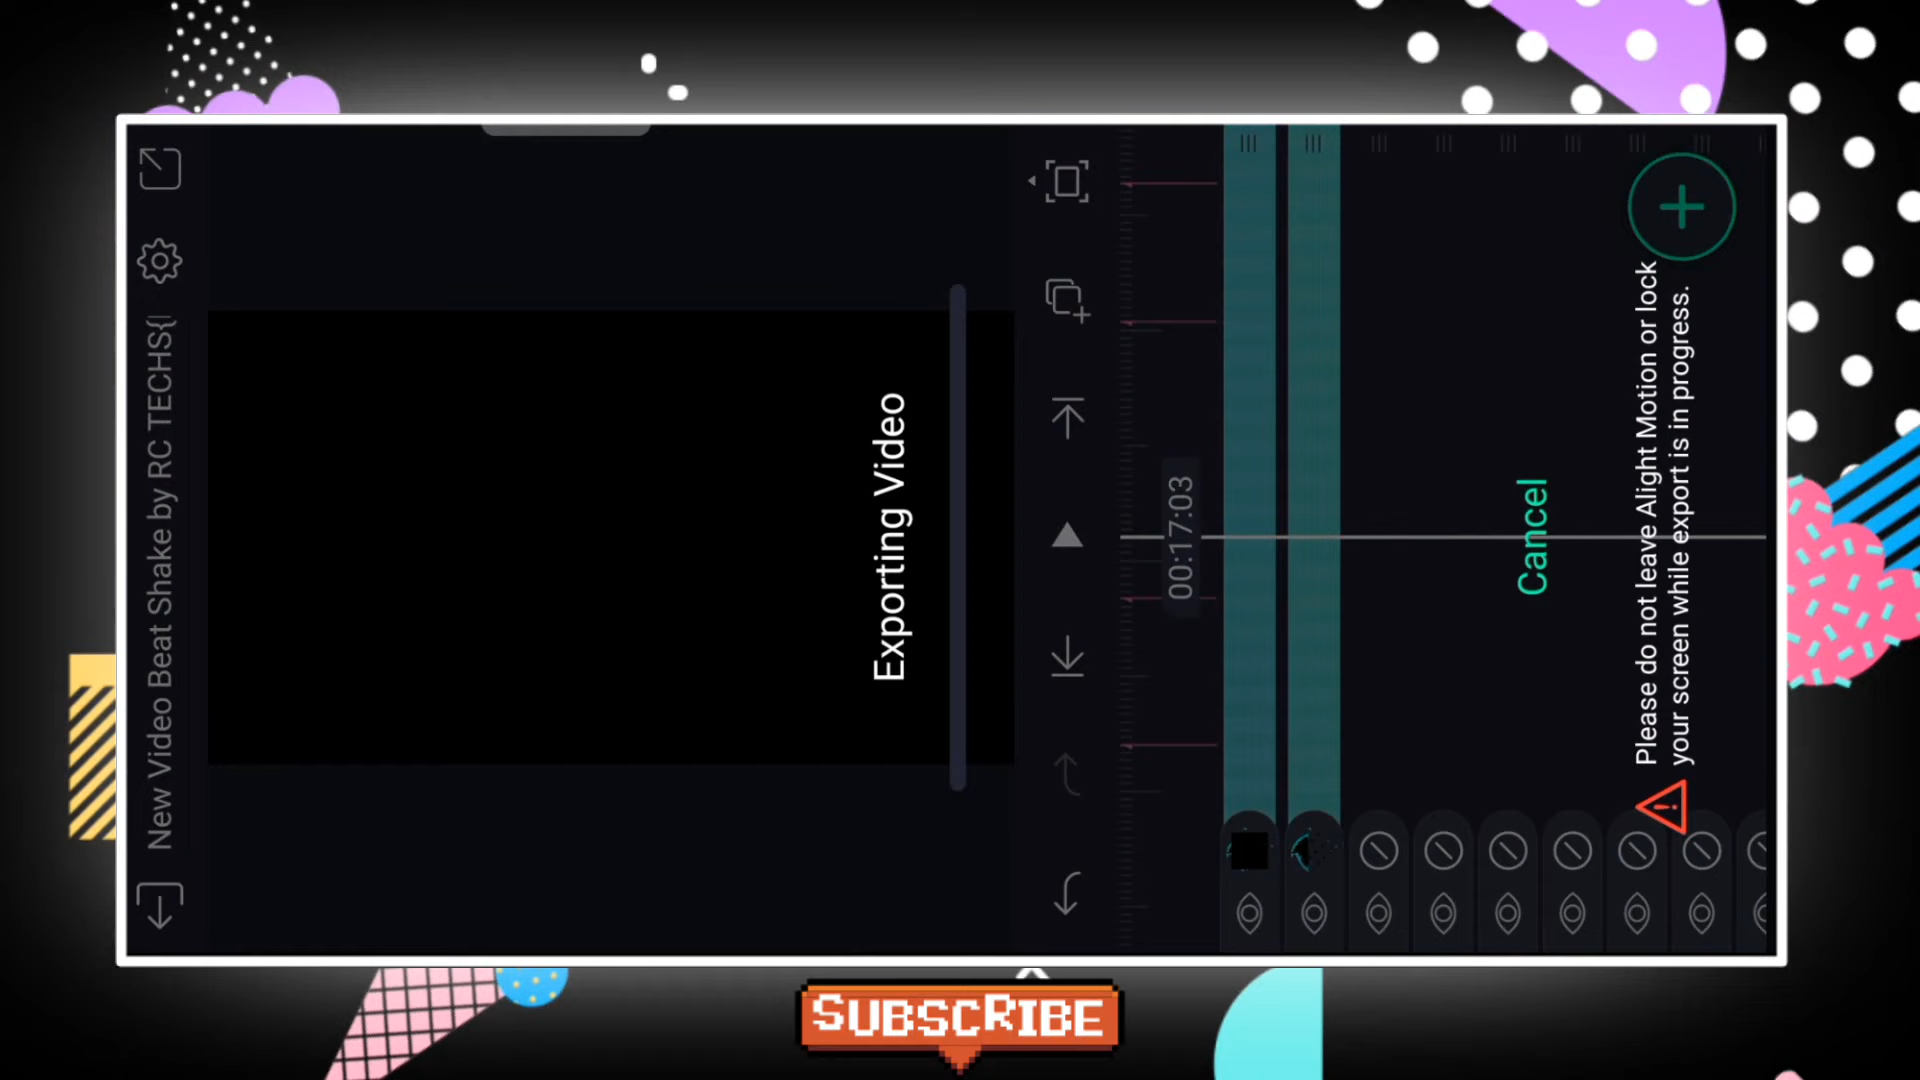 New Video Beat Shake by RC TECHS{
Exporting Video
00:17:03
Cancel
Please do not leave Alight Motion or lock
your screen while export is in progress.
SUBSCRIBE